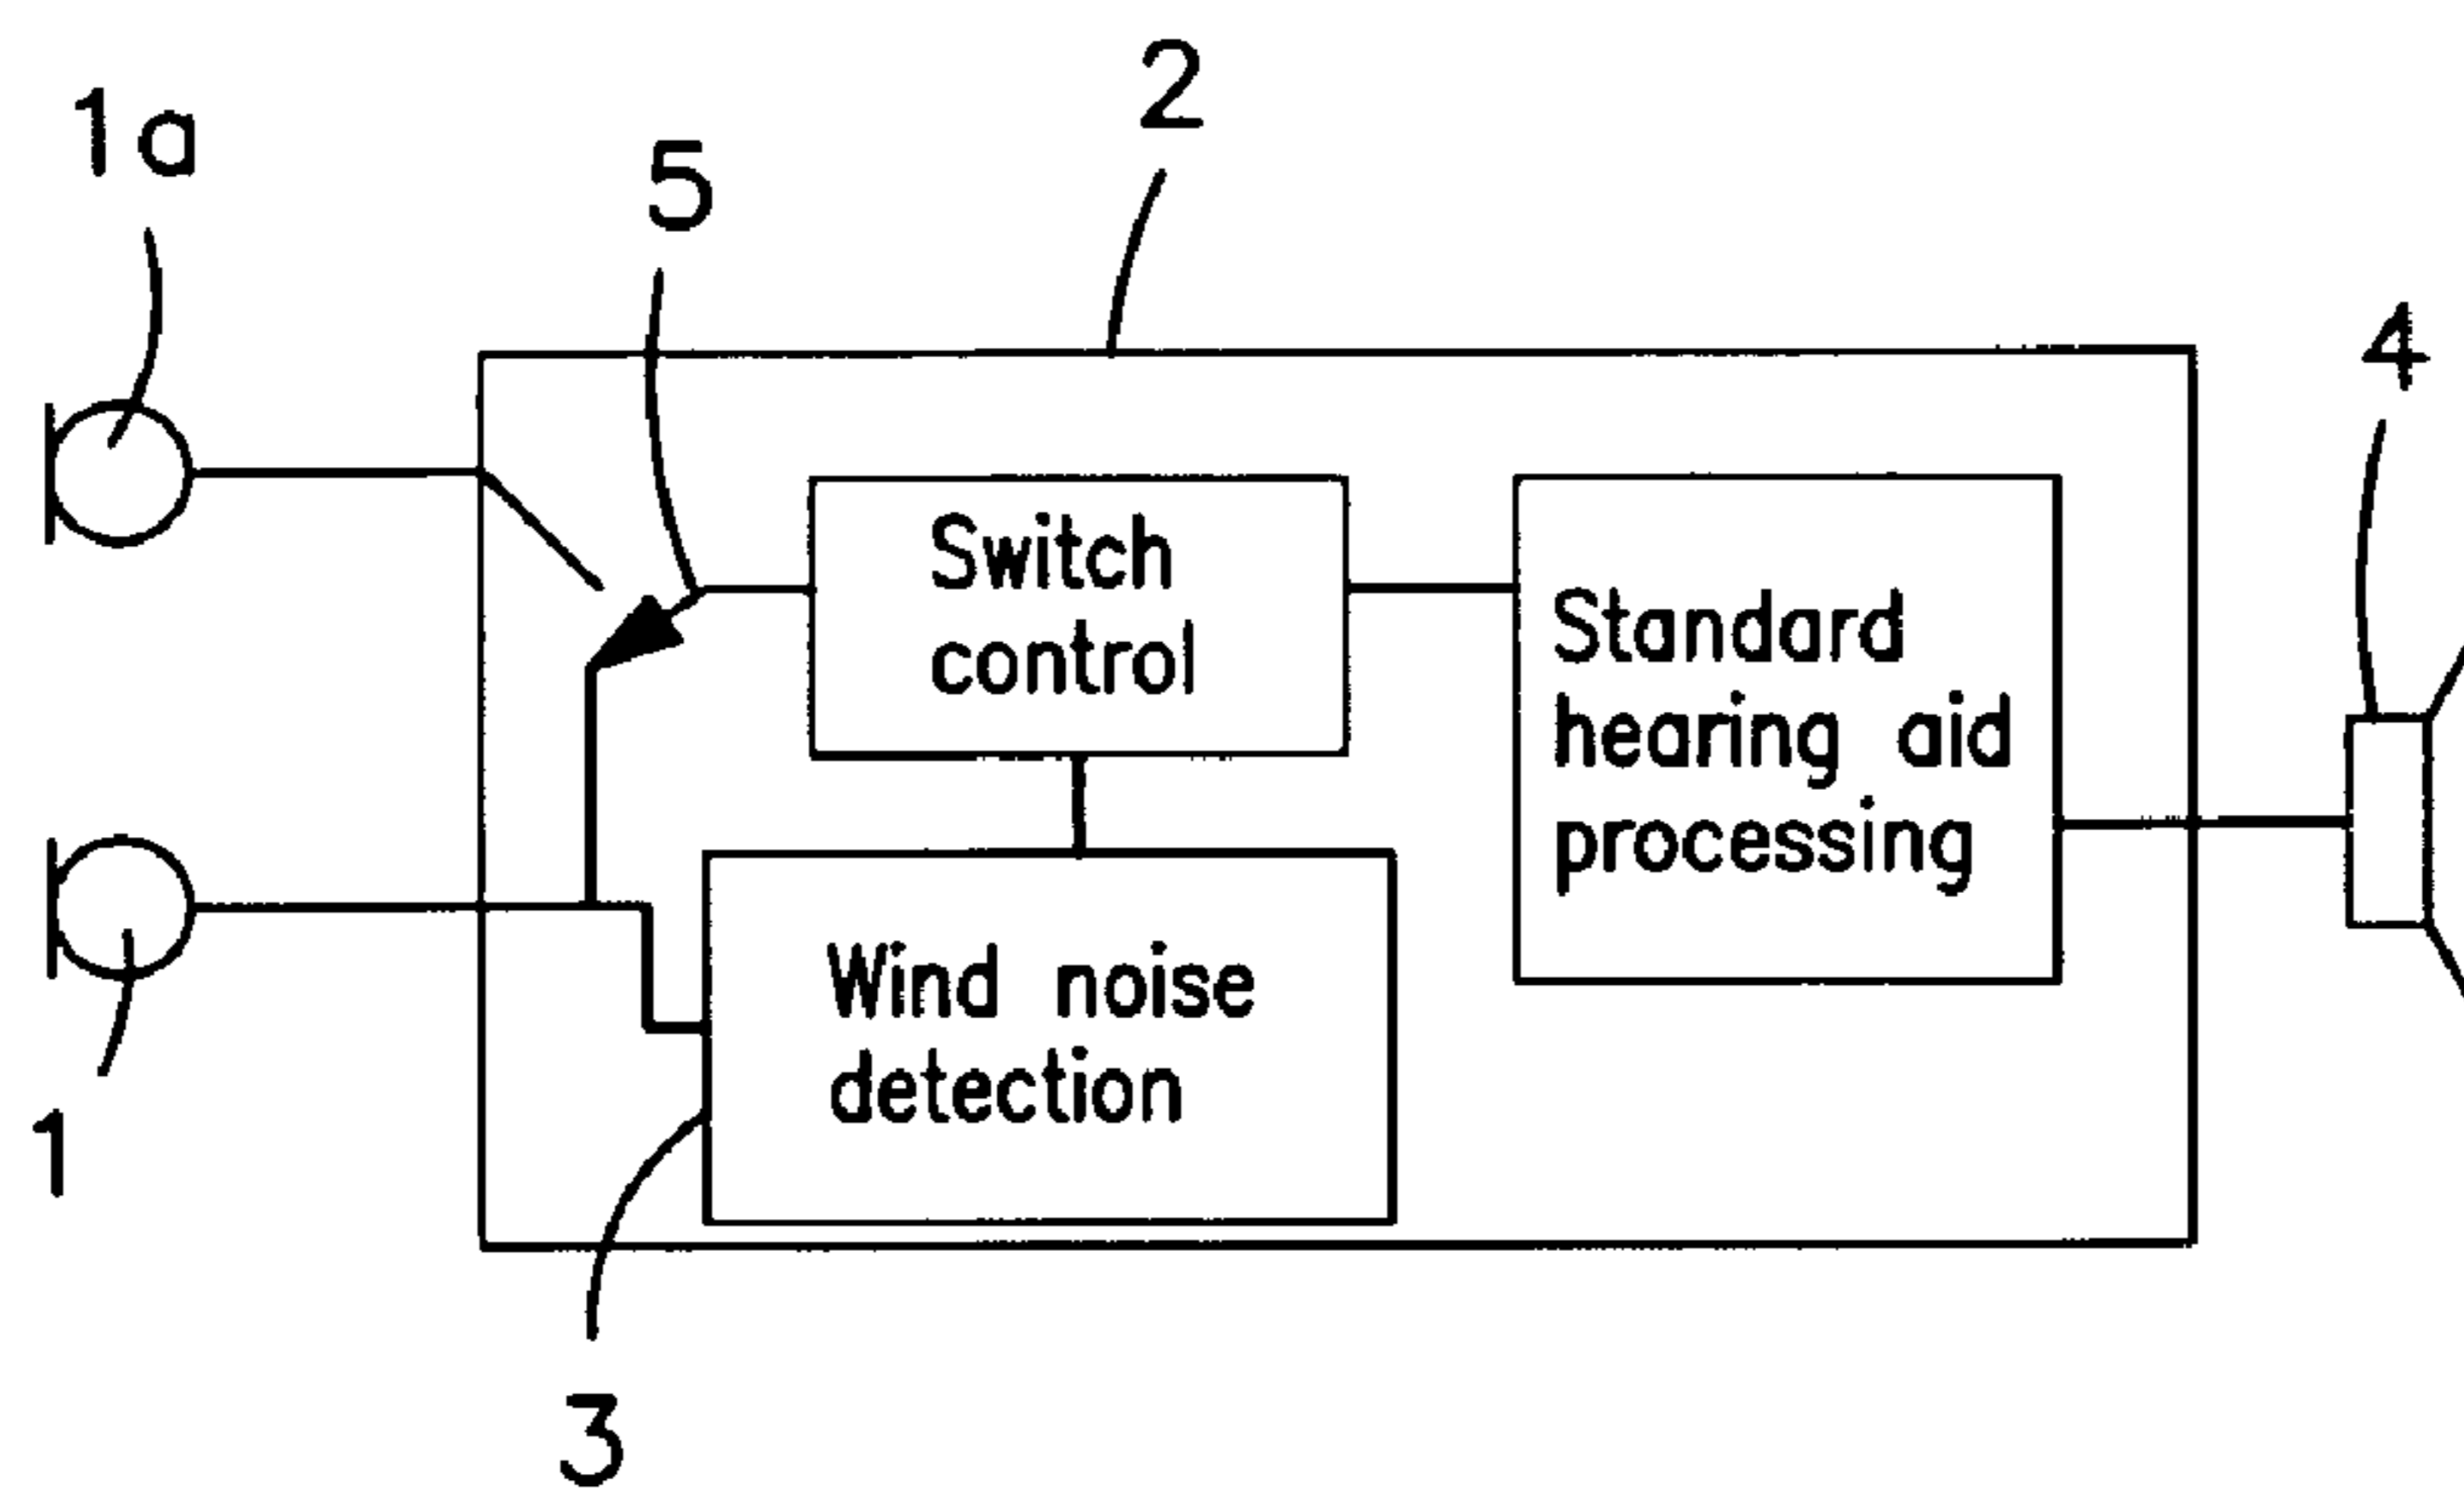 2
1a
5
4
Switch
control
Standard
hearing aid
processing
Wind noise
detection
1
3